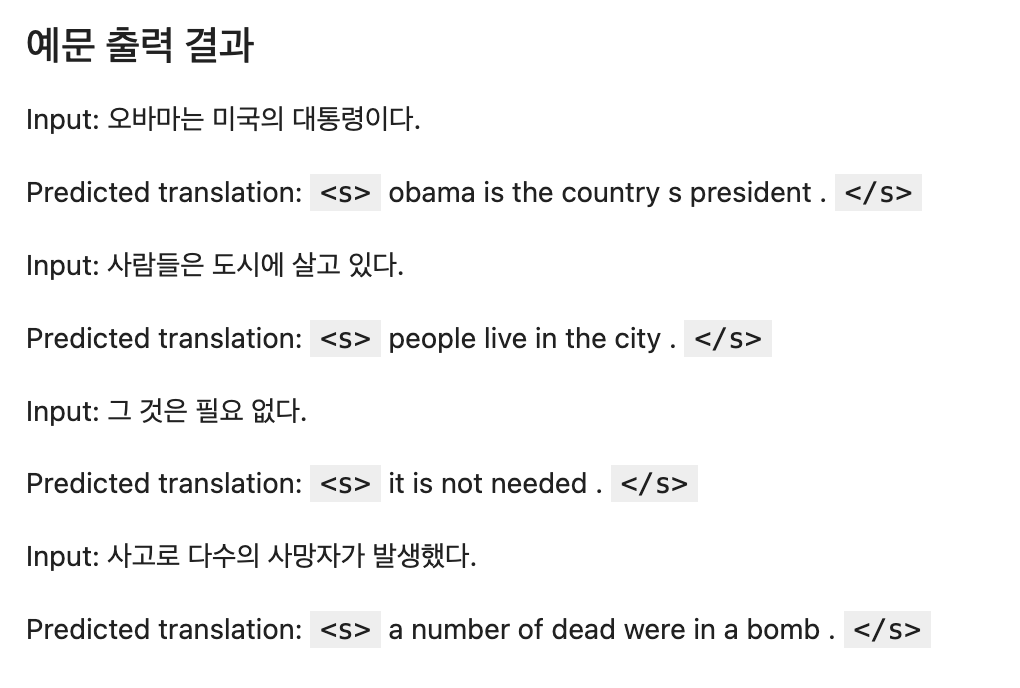 예문 출력 결과
Input: 오바마는 미국의 대통령이다.
Predicted translation: <s> obama is the country s president . </s>
Input: 사람들은 도시에 살고 있다.
Predicted translation: <s> people live in the city . </s>
Input: 그 것은 필요 없다.
Predicted translation: <s> it is not needed . </s>
Input: 사고로 다수의 사망자가 발생했다.
Predicted translation: <s> a number of dead were in a bomb . </s>